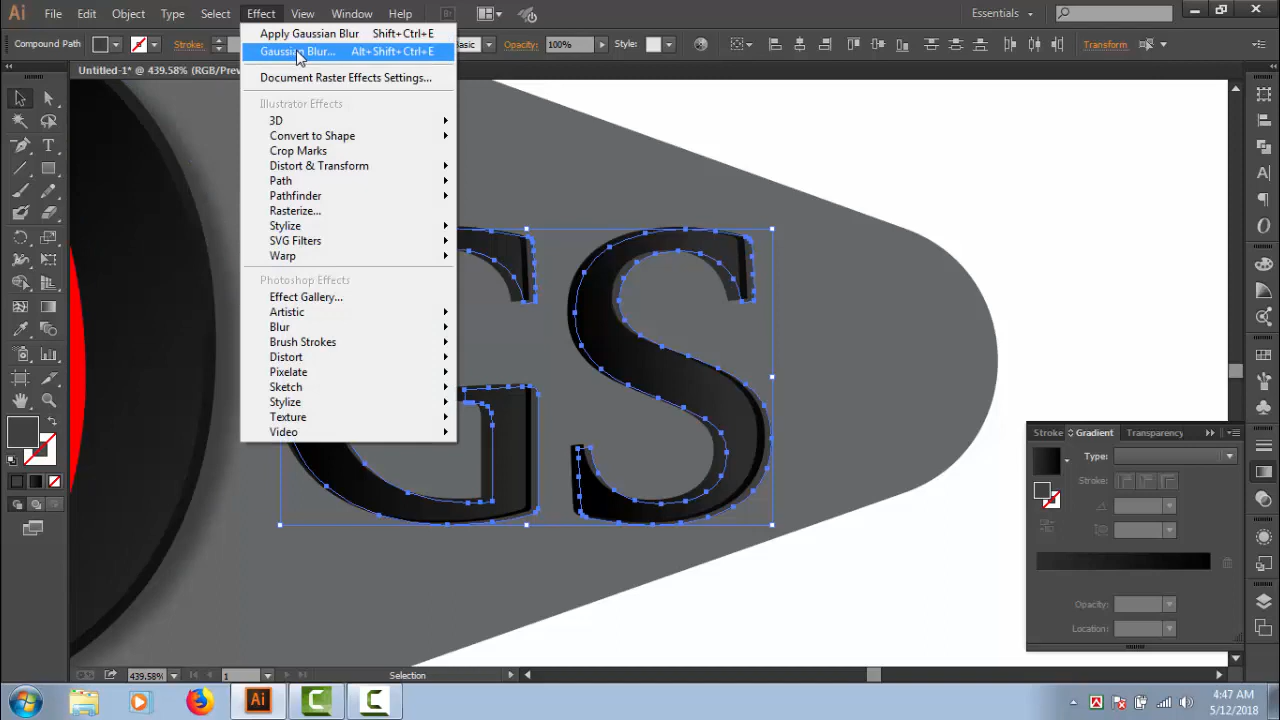 Ai File Edit Object Type Select Effect View Window Help Br Essentials
Compound Path Stroke: Basic Opacity: 100% Style: Transform
Untitled-1* @ 439.58% (RGB/Preview)
Apply Gaussian Blur Shift+Ctrl+E
Gaussian Blur... Alt+Shift+Ctrl+E
Document Raster Effects Settings...
Illustrator Effects
3D
Convert to Shape
Crop Marks
Distort & Transform
Path
Pathfinder
Rasterize...
Stylize
SVG Filters
Warp
Photoshop Effects
Effect Gallery...
Artistic
Blur
Brush Strokes
Distort
Pixelate
Sketch
Stylize
Texture
Video
GS
Stroke Gradient Transparency
Type:
Stroke:
Opacity:
Location:
439.58% 1 Selection
Ai
4:47 AM
5/12/2018